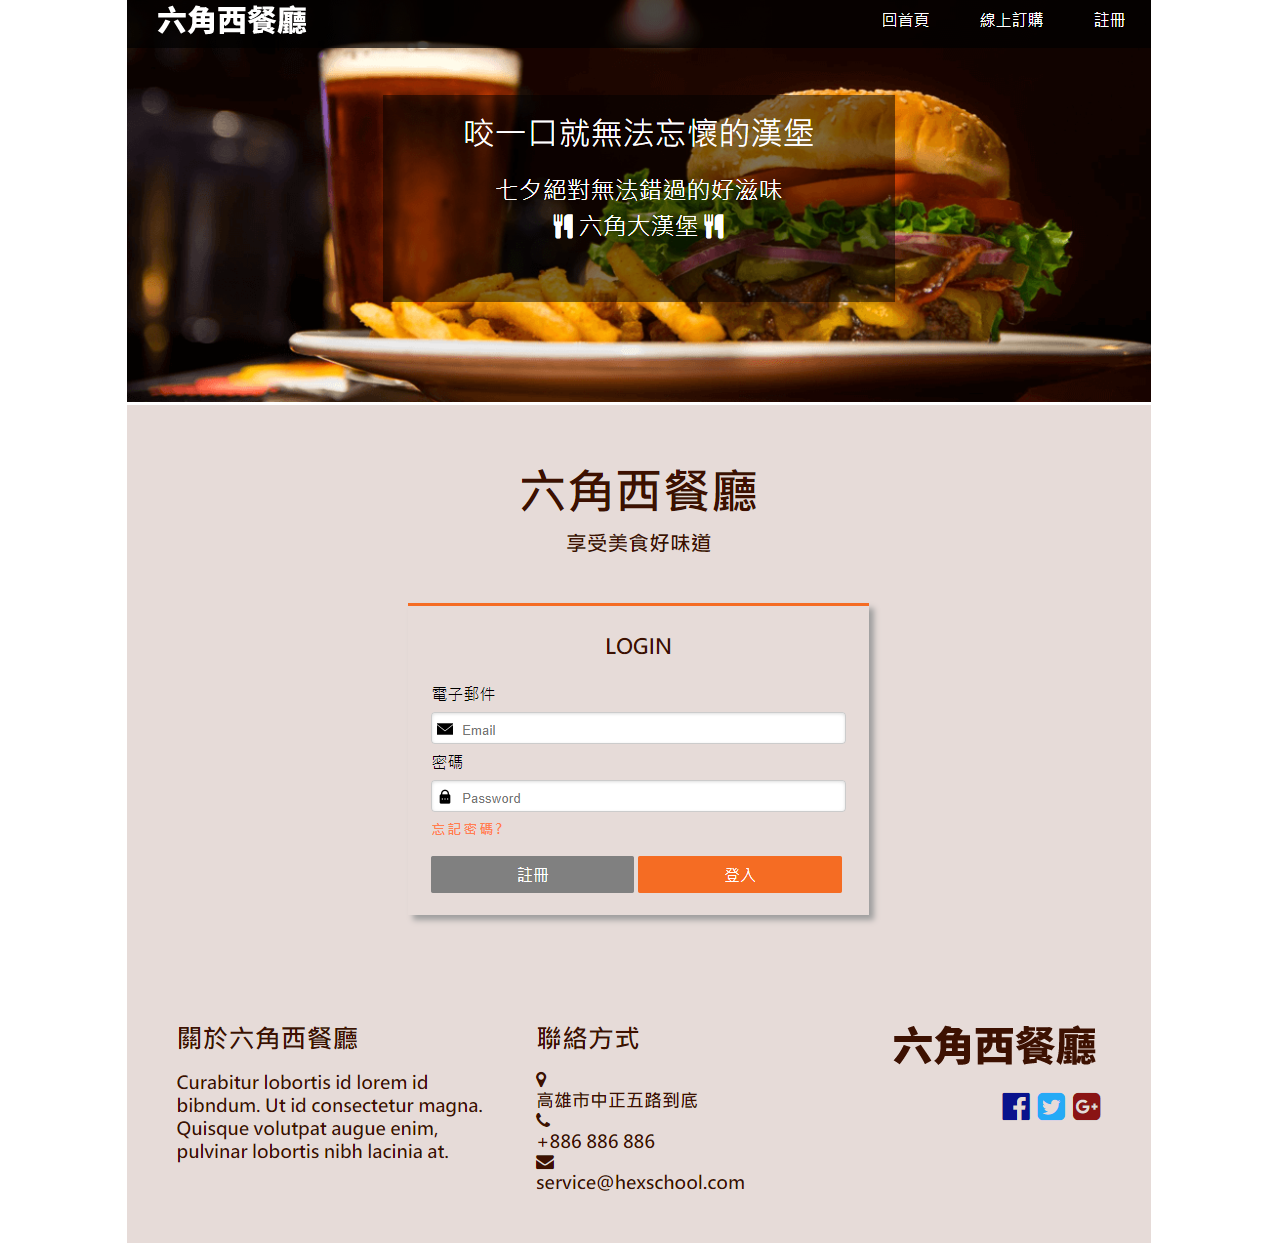 六角西餐廳
回首頁 線上訂購 註冊
咬一口就無法忘懷的漢堡
七夕絕對無法錯過的好滋味
六角大漢堡
六角西餐廳
享受美食好味道
LOGIN
電子郵件
Email
密碼
Password
忘記密碼?
註冊 登入
關於六角西餐廳
Curabitur lobortis id lorem id
bibndum. Ut id consectetur magna.
Quisque volutpat augue enim,
pulvinar lobortis nibh lacinia at.
聯絡方式
高雄市中正五路到底
+886 886 886
service@hexschool.com
六角西餐廳